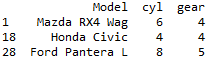 Model cyl gear
1 Mazda RX4 Wag 6 4
18 Honda Civic 4 4
28 Ford Pantera L 8 5